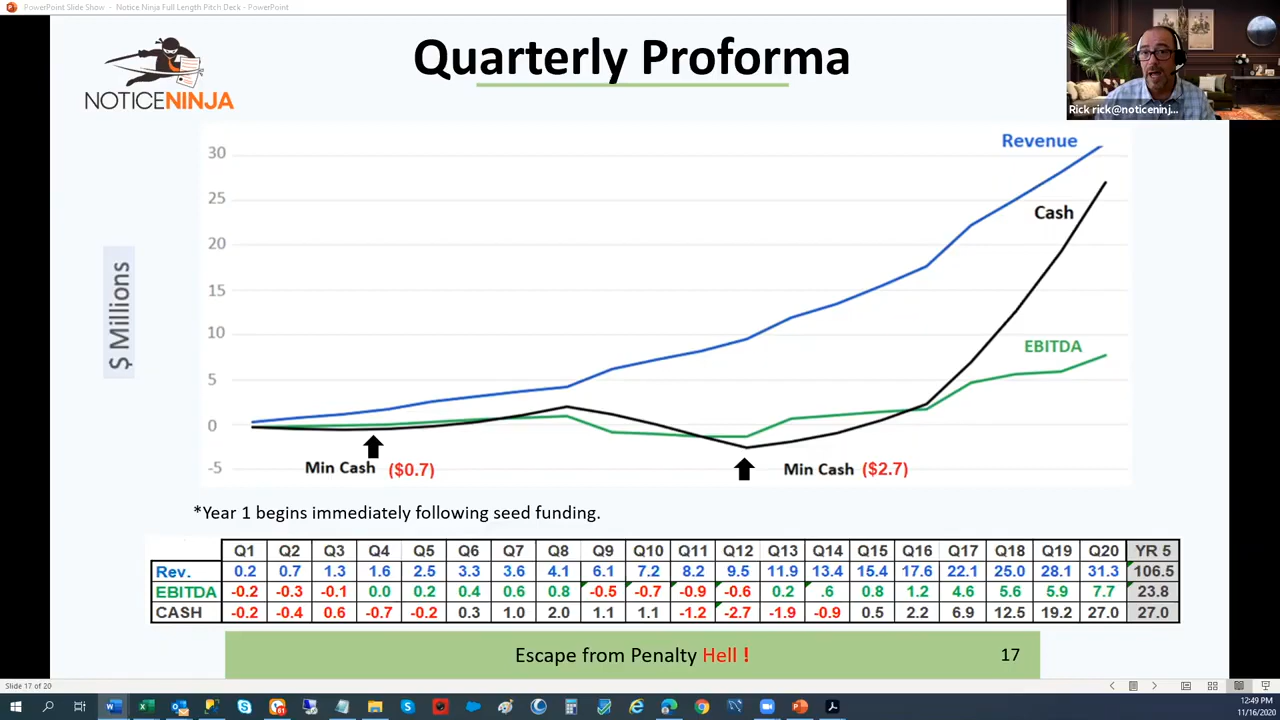 PowerPoint Slide Show - Notice Ninja Full Length Pitch Deck - PowerPoint
NOTICENINJA
Quarterly Proforma
Rick rick@noticeninj...
$ Millions
30
25
20
15
10
5
0
-5
Revenue
Cash
EBITDA
Min Cash ($0.7)
Min Cash ($2.7)
*Year 1 begins immediately following seed funding.
Q1 Q2 Q3 Q4 Q5 Q6 Q7 Q8 Q9 Q10 Q11 Q12 Q13 Q14 Q15 Q16 Q17 Q18 Q19 Q20 YR 5
Rev. 0.2 0.7 1.3 1.6 2.5 3.3 3.6 4.1 6.1 7.2 8.2 9.5 11.9 13.4 15.4 17.6 22.1 25.0 28.1 31.3 106.5
EBITDA -0.2 -0.3 -0.1 0.0 0.2 0.4 0.6 0.8 -0.5 -0.7 -0.9 -0.6 0.2 .6 0.8 1.2 4.6 5.6 5.9 7.7 23.8
CASH -0.2 -0.4 0.6 -0.7 -0.2 0.3 1.0 2.0 1.1 1.1 -1.2 -2.7 -1.9 -0.9 0.5 2.2 6.9 12.5 19.2 27.0 27.0
Escape from Penalty Hell !
17
Slide 17 of 20
12:49 PM
11/16/2020